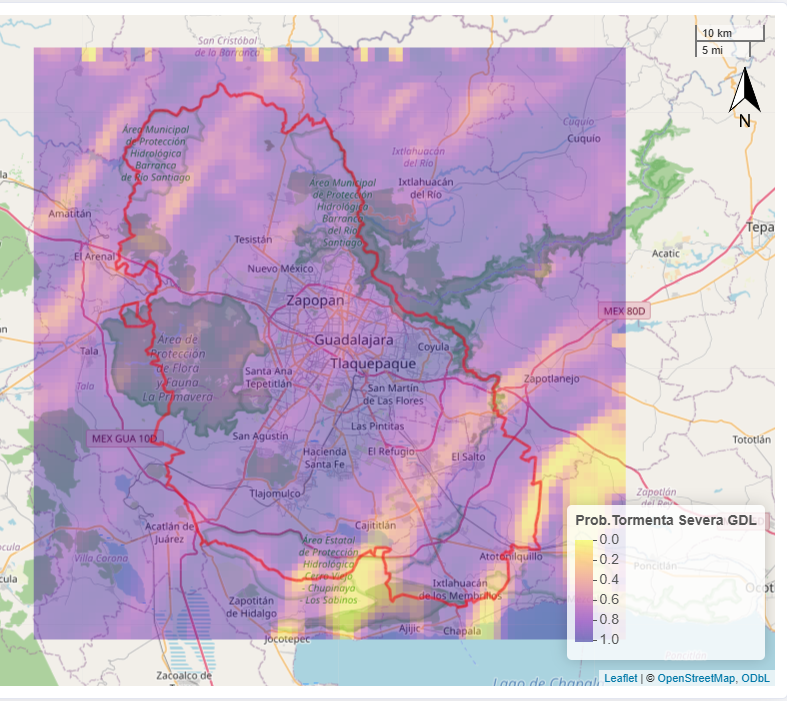 10 km
5 mi
N
San Cristóbal
de la Barranca
Área Municipal
de Protección
Hidrológica
Barranca
de Río Santiago
Cuquio
Cuquio
Ixtlahuacán
del Río
Ixtlahuacán
del Río
Área Municipal
de Protección
Hidrológica
Barranca
del Río
Santiago
Amatitán
Tesistán
Tepa
El Arenal
Acatic
Nuevo México
Zapopan
MEX 80D
Guadalajara
Coyula
Tala
Área de
Protección
de Flora
y Fauna
La Primavera
Tlaquepaque
Santa Ana
Tepetitlán
Zapotlanejo
Tala
San Martín
de Las Flores
Las Pintitas
MEX GUA 10D
San Agustín
Tototlán
Hacienda
Santa Fe
El Refugio
El Salto
Tlajomulco
Zapotlán
del Rey
Acatlán de
Juárez
Cajititlán
Área Estatal
de Protección
Hidrológica
Cerro Viejo
- Chupinaya
- Los Sabinos
Villa Corona
Atotonilquillo
Poncitlán
Ocot
Ixtlahuacán
de los Membrillos
Zapotitán
de Hidalgo
Ajijic
Chapala
Jocotepec
Zacoalco de
Lago de Chapala
Prob.Tormenta Severa GDL
0.0
0.2
0.4
0.6
0.8
1.0
Leaflet | © OpenStreetMap, ODbL